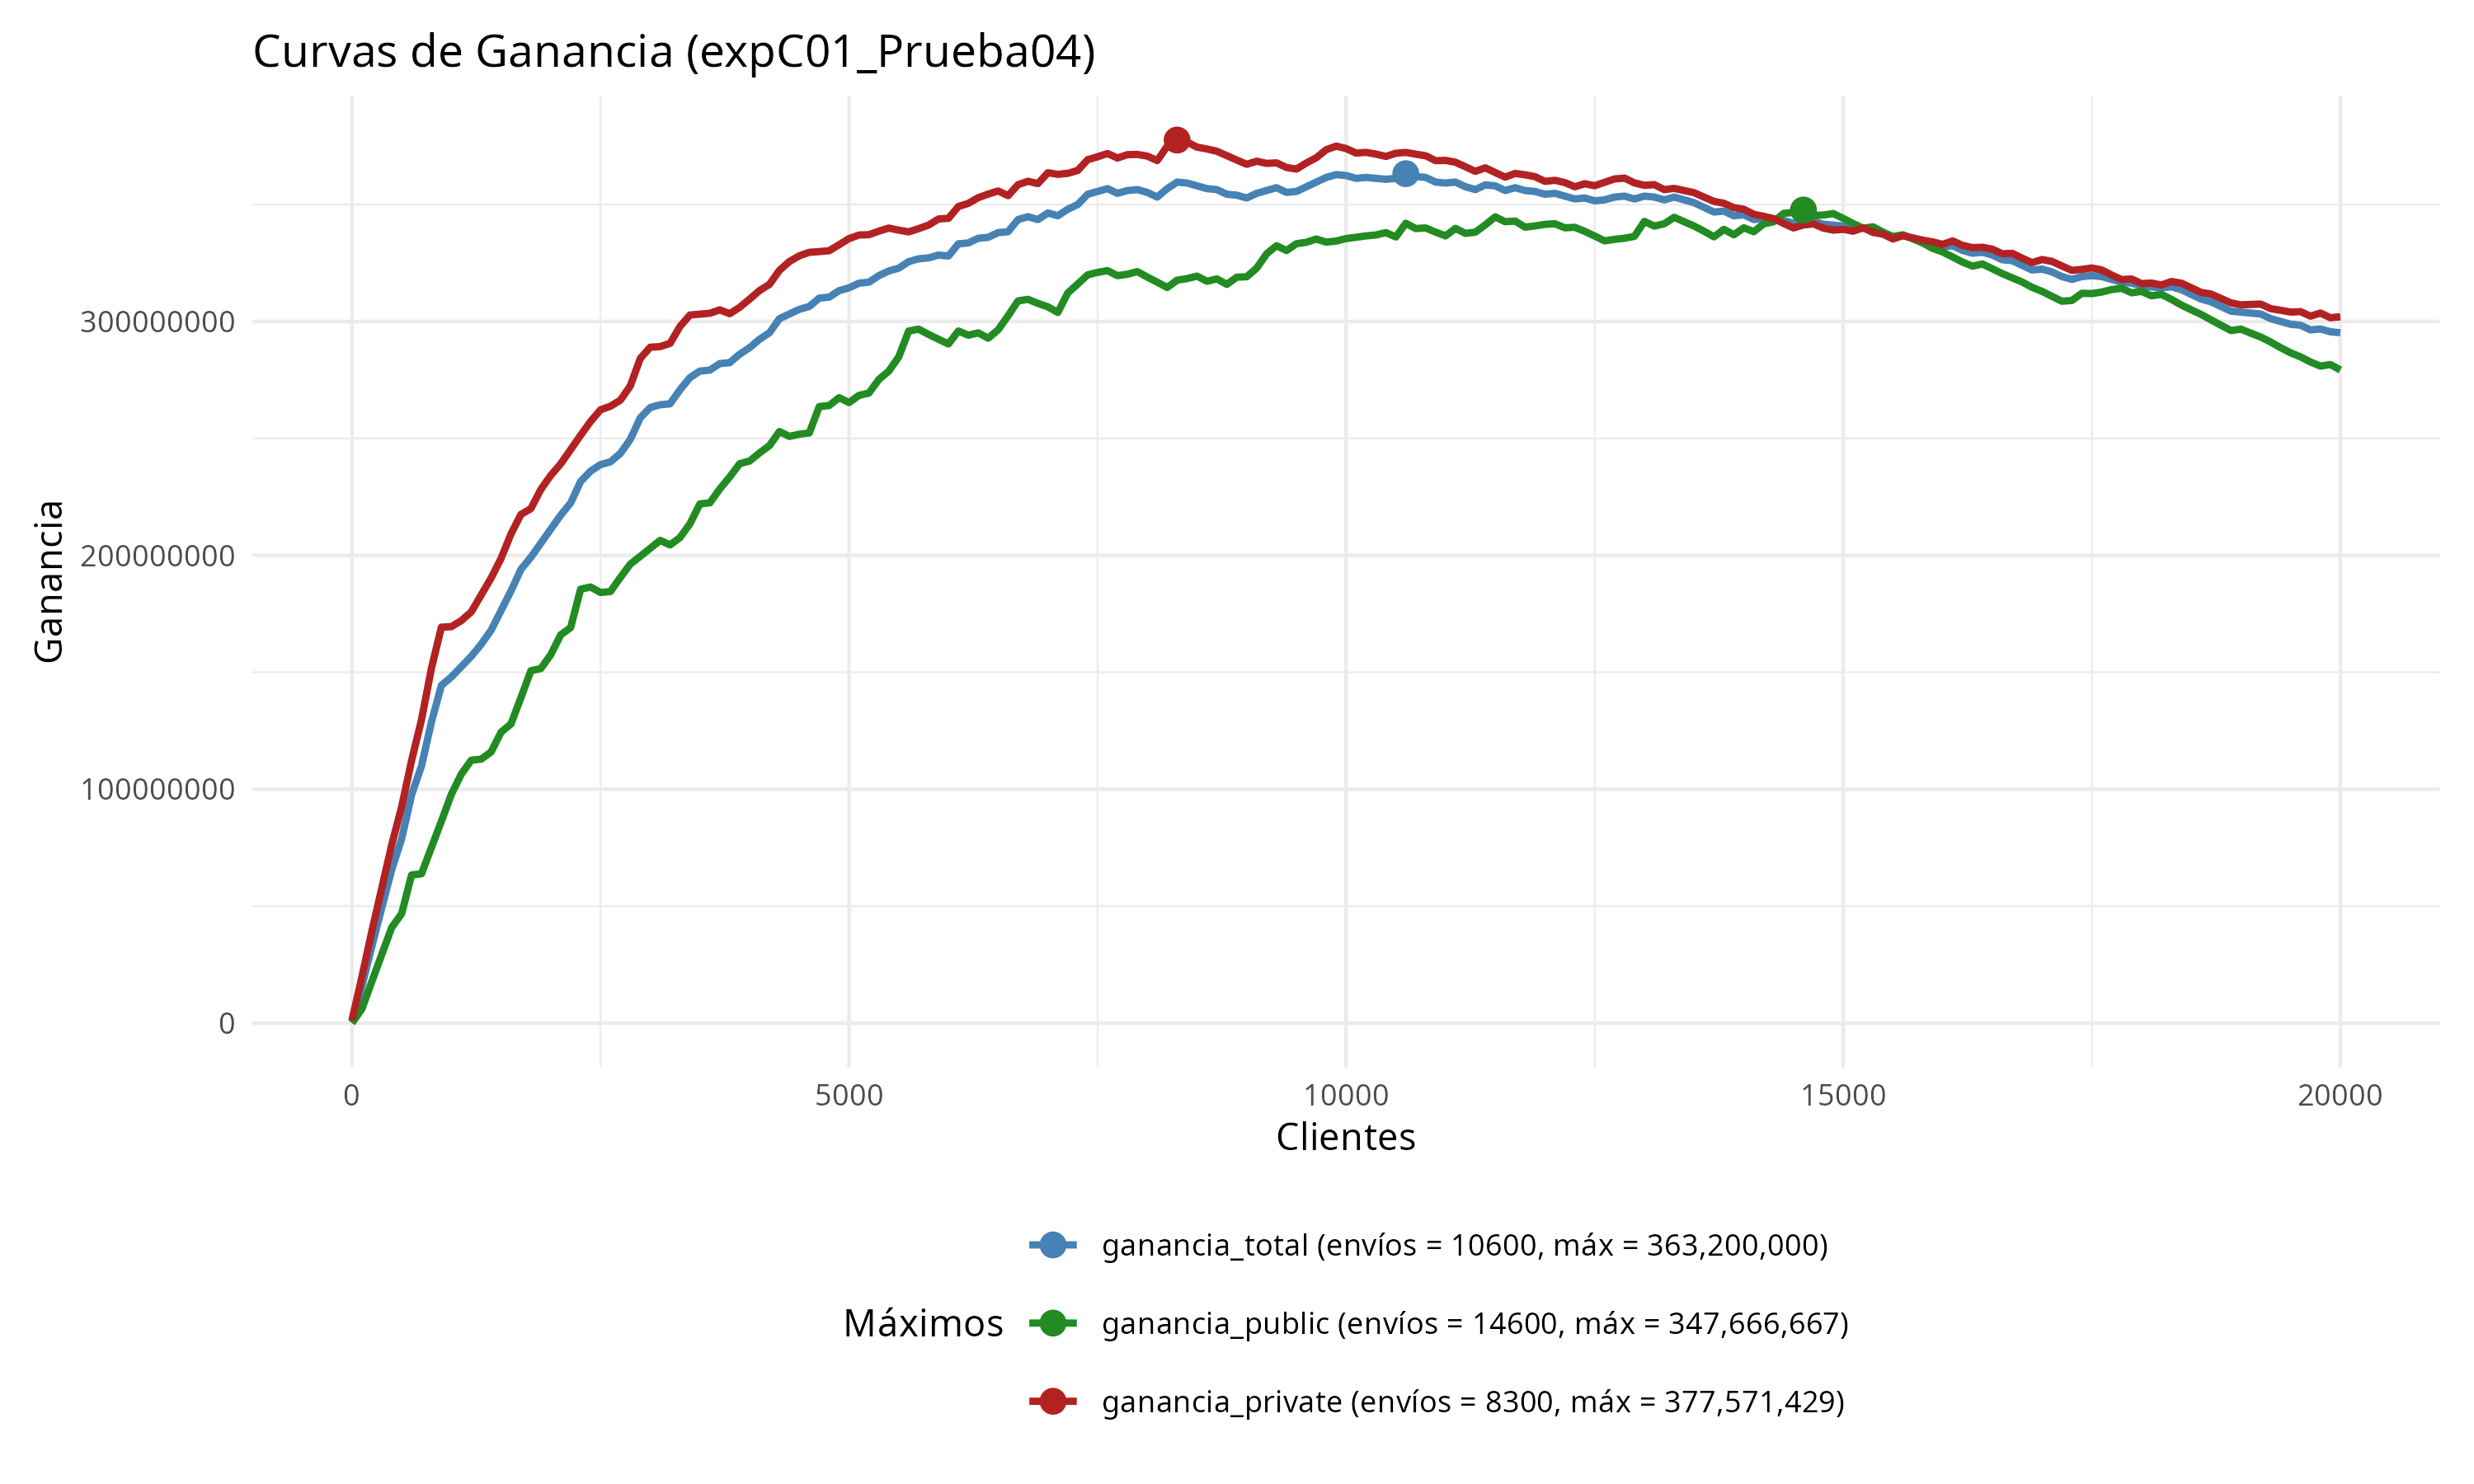 Curvas de Ganancia (expC01_Prueba04)
Ganancia
300000000
200000000
100000000
0
0 5000 10000 15000 20000
Clientes
Máximos
ganancia_total (envíos = 10600, máx = 363,200,000)
ganancia_public (envíos = 14600, máx = 347,666,667)
ganancia_private (envíos = 8300, máx = 377,571,429)